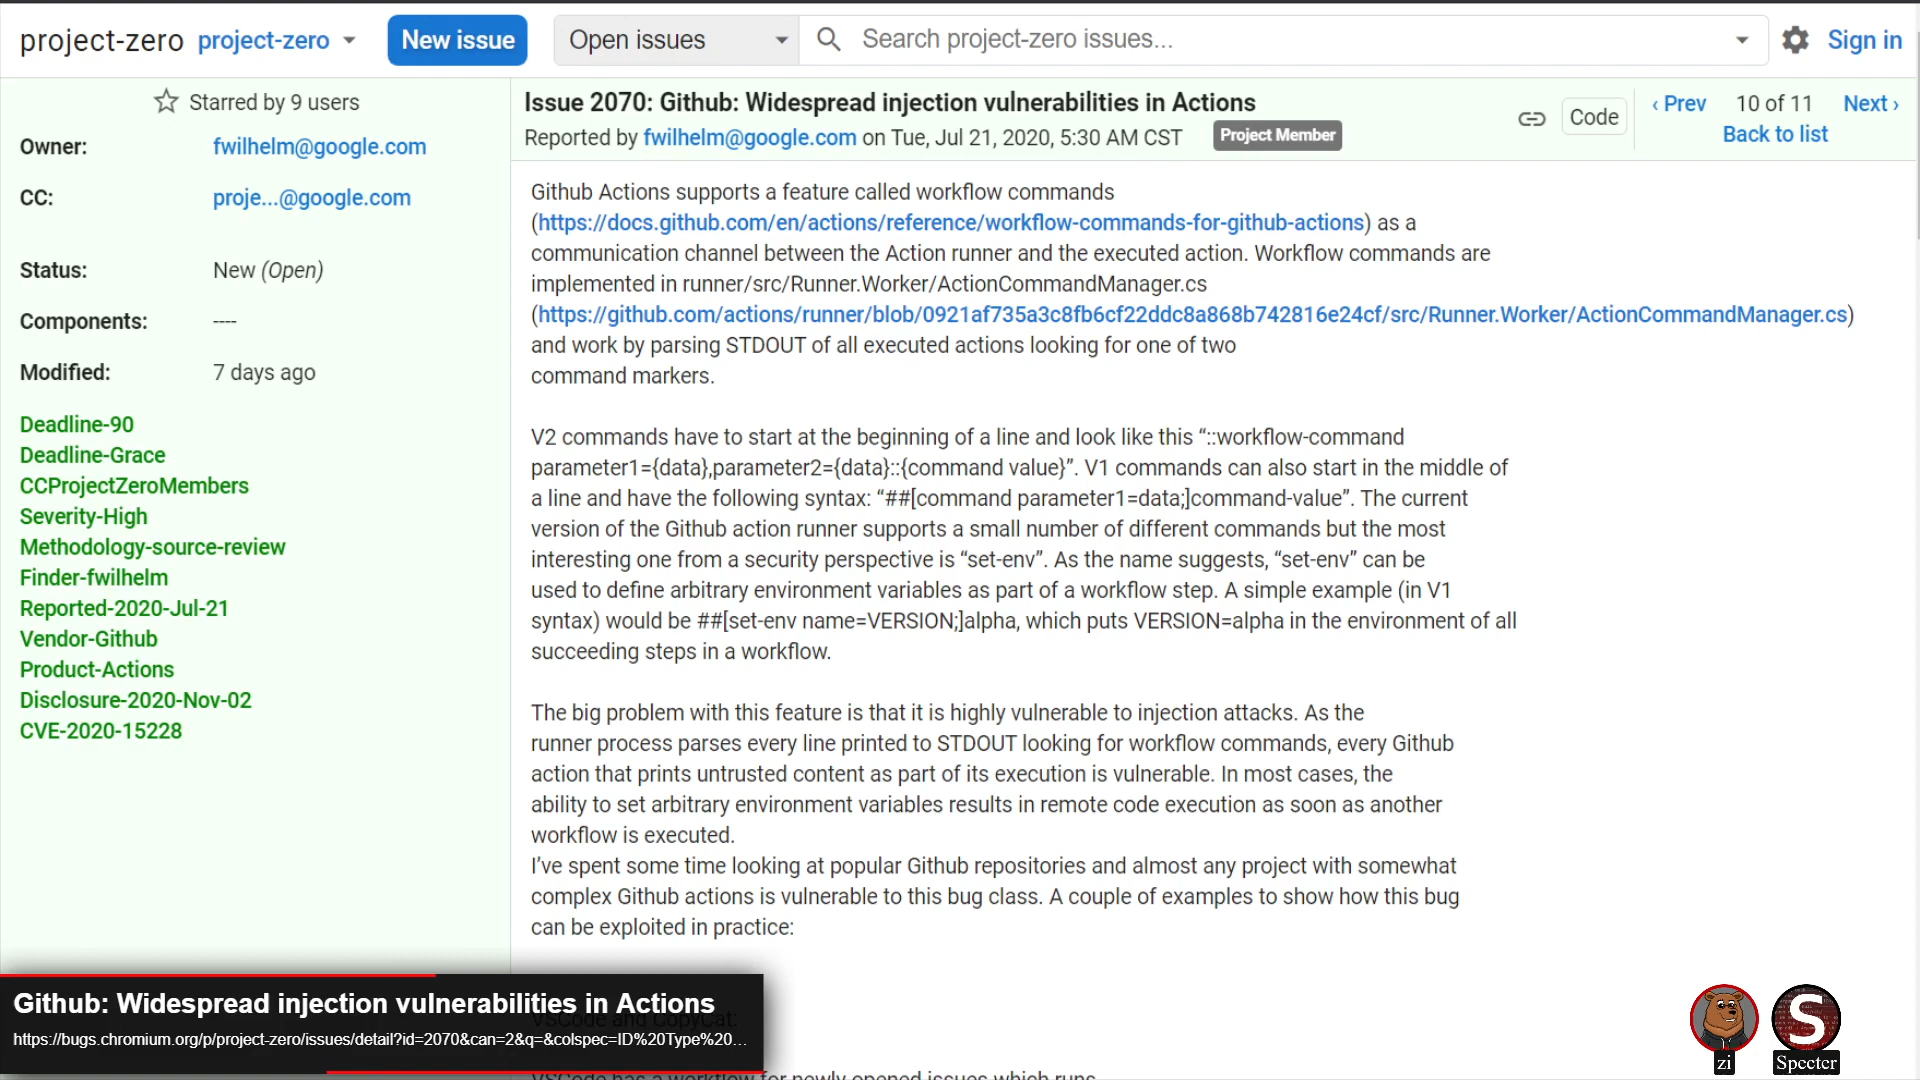 project-zero project-zero New issue Open issues Search project-zero issues... Sign in
Starred by 9 users
Owner: fwilhelm@google.com
CC: proje...@google.com
Status: New (Open)
Components: ----
Modified: 7 days ago
Deadline-90
Deadline-Grace
CCProjectZeroMembers
Severity-High
Methodology-source-review
Finder-fwilhelm
Reported-2020-Jul-21
Vendor-Github
Product-Actions
Disclosure-2020-Nov-02
CVE-2020-15228
Issue 2070: Github: Widespread injection vulnerabilities in Actions
Reported by fwilhelm@google.com on Tue, Jul 21, 2020, 5:30 AM CST Project Member
Code
‹ Prev 10 of 11 Next ›
Back to list
Github Actions supports a feature called workflow commands
(https://docs.github.com/en/actions/reference/workflow-commands-for-github-actions) as a
communication channel between the Action runner and the executed action. Workflow commands are
implemented in runner/src/Runner.Worker/ActionCommandManager.cs
(https://github.com/actions/runner/blob/0921af735a3c8fb6cf22ddc8a868b742816e24cf/src/Runner.Worker/ActionCommandManager.cs)
and work by parsing STDOUT of all executed actions looking for one of two
command markers.
V2 commands have to start at the beginning of a line and look like this “::workflow-command
parameter1={data},parameter2={data}::{command value}”. V1 commands can also start in the middle of
a line and have the following syntax: “##[command parameter1=data;]command-value”. The current
version of the Github action runner supports a small number of different commands but the most
interesting one from a security perspective is “set-env”. As the name suggests, “set-env” can be
used to define arbitrary environment variables as part of a workflow step. A simple example (in V1
syntax) would be ##[set-env name=VERSION;]alpha, which puts VERSION=alpha in the environment of all
succeeding steps in a workflow.
The big problem with this feature is that it is highly vulnerable to injection attacks. As the
runner process parses every line printed to STDOUT looking for workflow commands, every Github
action that prints untrusted content as part of its execution is vulnerable. In most cases, the
ability to set arbitrary environment variables results in remote code execution as soon as another
workflow is executed.
I’ve spent some time looking at popular Github repositories and almost any project with somewhat
complex Github actions is vulnerable to this bug class. A couple of examples to show how this bug
can be exploited in practice:
VSCode and CopyCat:
VSCode has a workflow for newly opened issues which runs
Github: Widespread injection vulnerabilities in Actions
https://bugs.chromium.org/p/project-zero/issues/detail?id=2070&can=2&q=&colspec=ID%20Type%20...
S
zi Specter